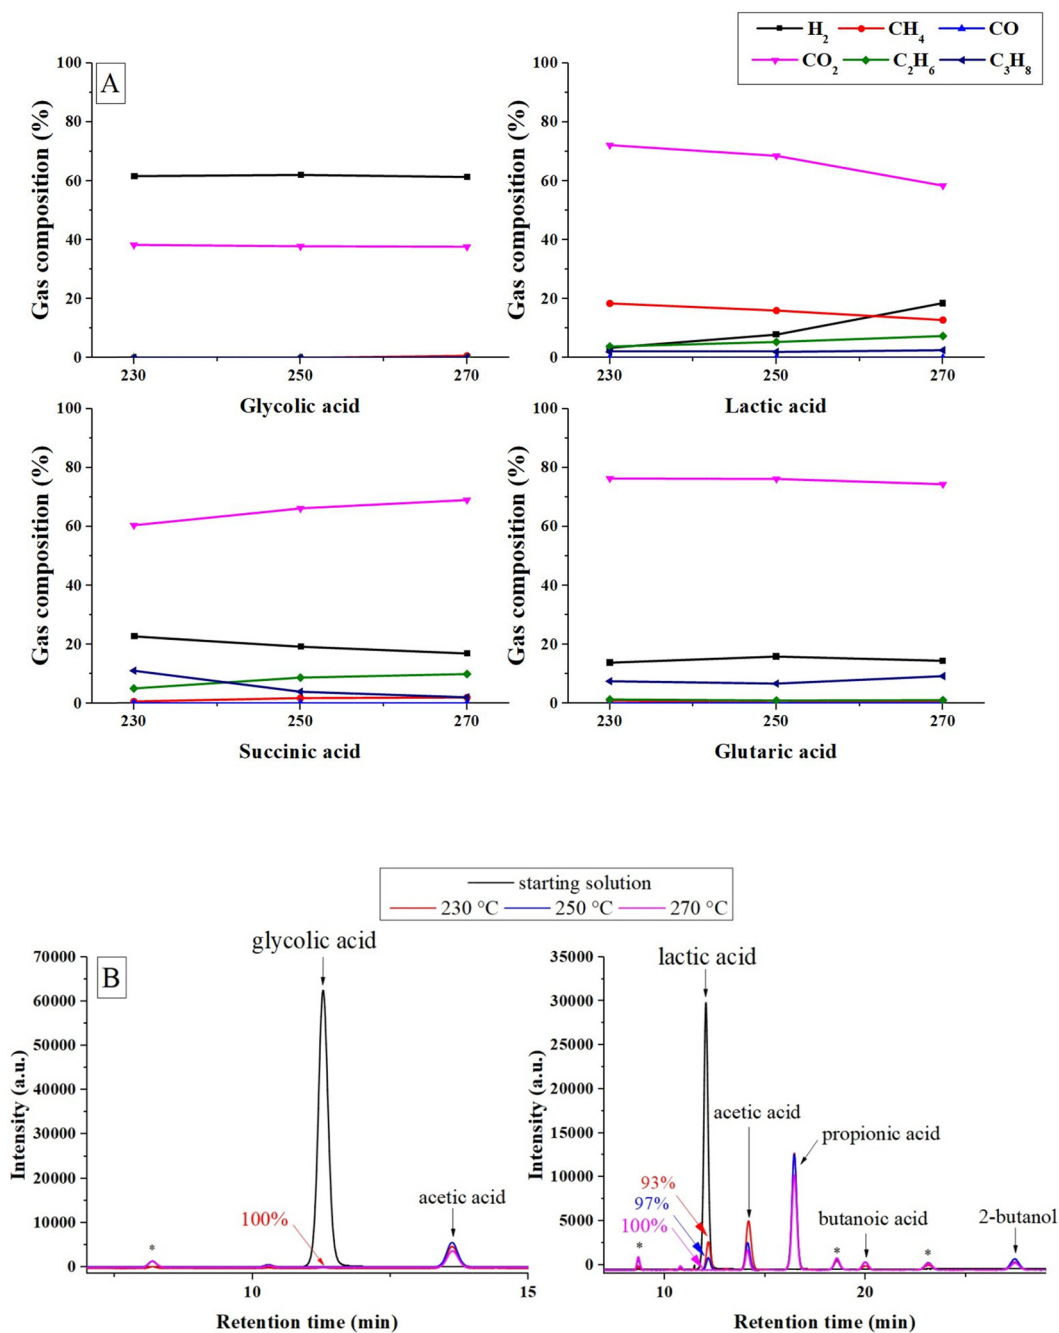 H2 CH4 CO
CO2 C2H6 C3H8
A
100
80
60
40
20
0
Gas composition (%)
230 250 270
Glycolic acid
100
80
60
40
20
0
Gas composition (%)
230 250 270
Lactic acid
100
80
60
40
20
0
Gas composition (%)
230 250 270
Succinic acid
100
80
60
40
20
0
Gas composition (%)
230 250 270
Glutaric acid
starting solution
230 °C 250 °C 270 °C
B
glycolic acid
70000
60000
50000
40000
30000
20000
10000
0
Intensity (a.u.)
100%
acetic acid
*
10 15
Retention time (min)
lactic acid
35000
30000
25000
20000
15000
10000
5000
0
Intensity (a.u.)
acetic acid
propionic acid
93%
97%
100%
butanoic acid
2-butanol
* * *
10 20
Retention time (min)